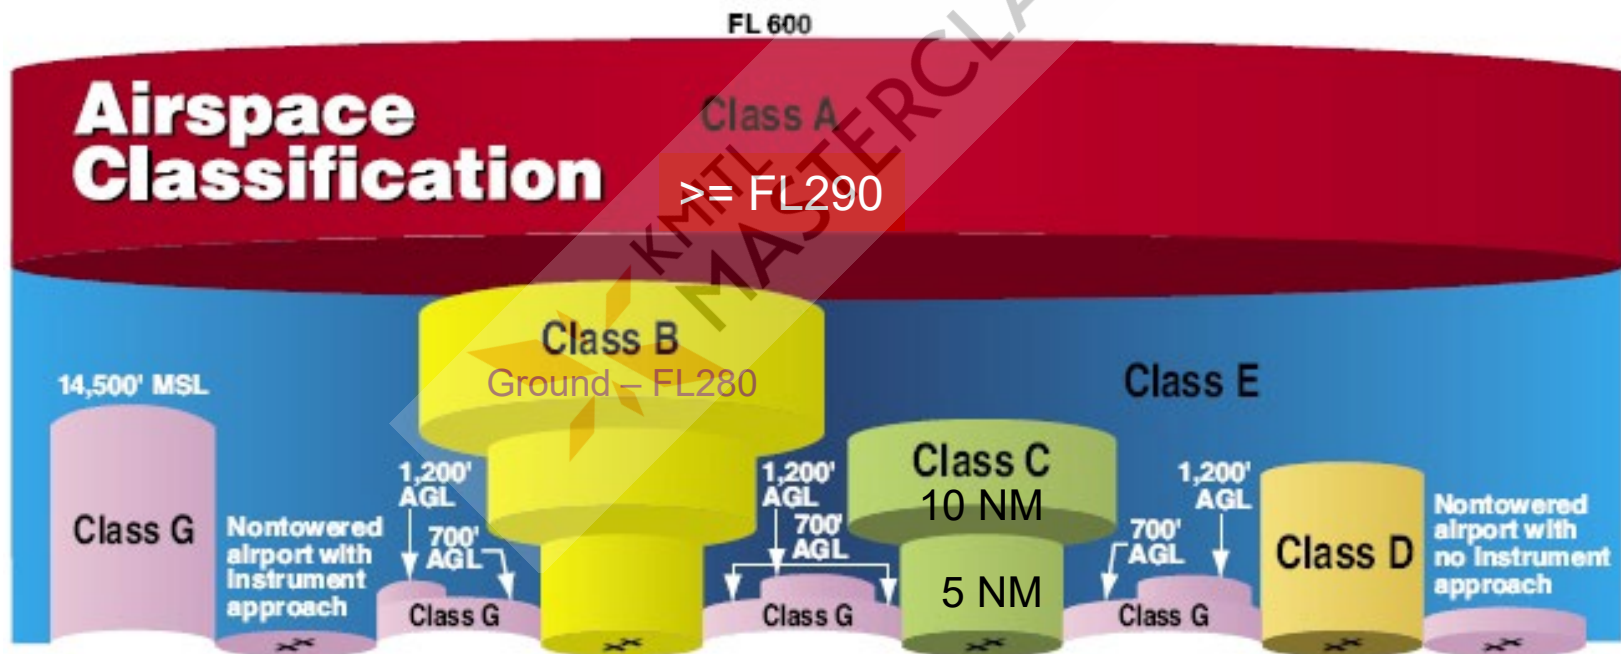 FL 600
Airspace
Classification
Class A
>= FL290
KMITL
Class B
Ground – FL280
14,500' MSL
Class G
Nontowered
airport with
Instrument
approach
1,200'
AGL
700'
AGL
Class G
1,200'
AGL
700'
AGL
Class G
Class C
10 NM
5 NM
Class E
700'
AGL
1,200'
AGL
Class G
Class D
Nontowered
airport with
no Instrument
approach